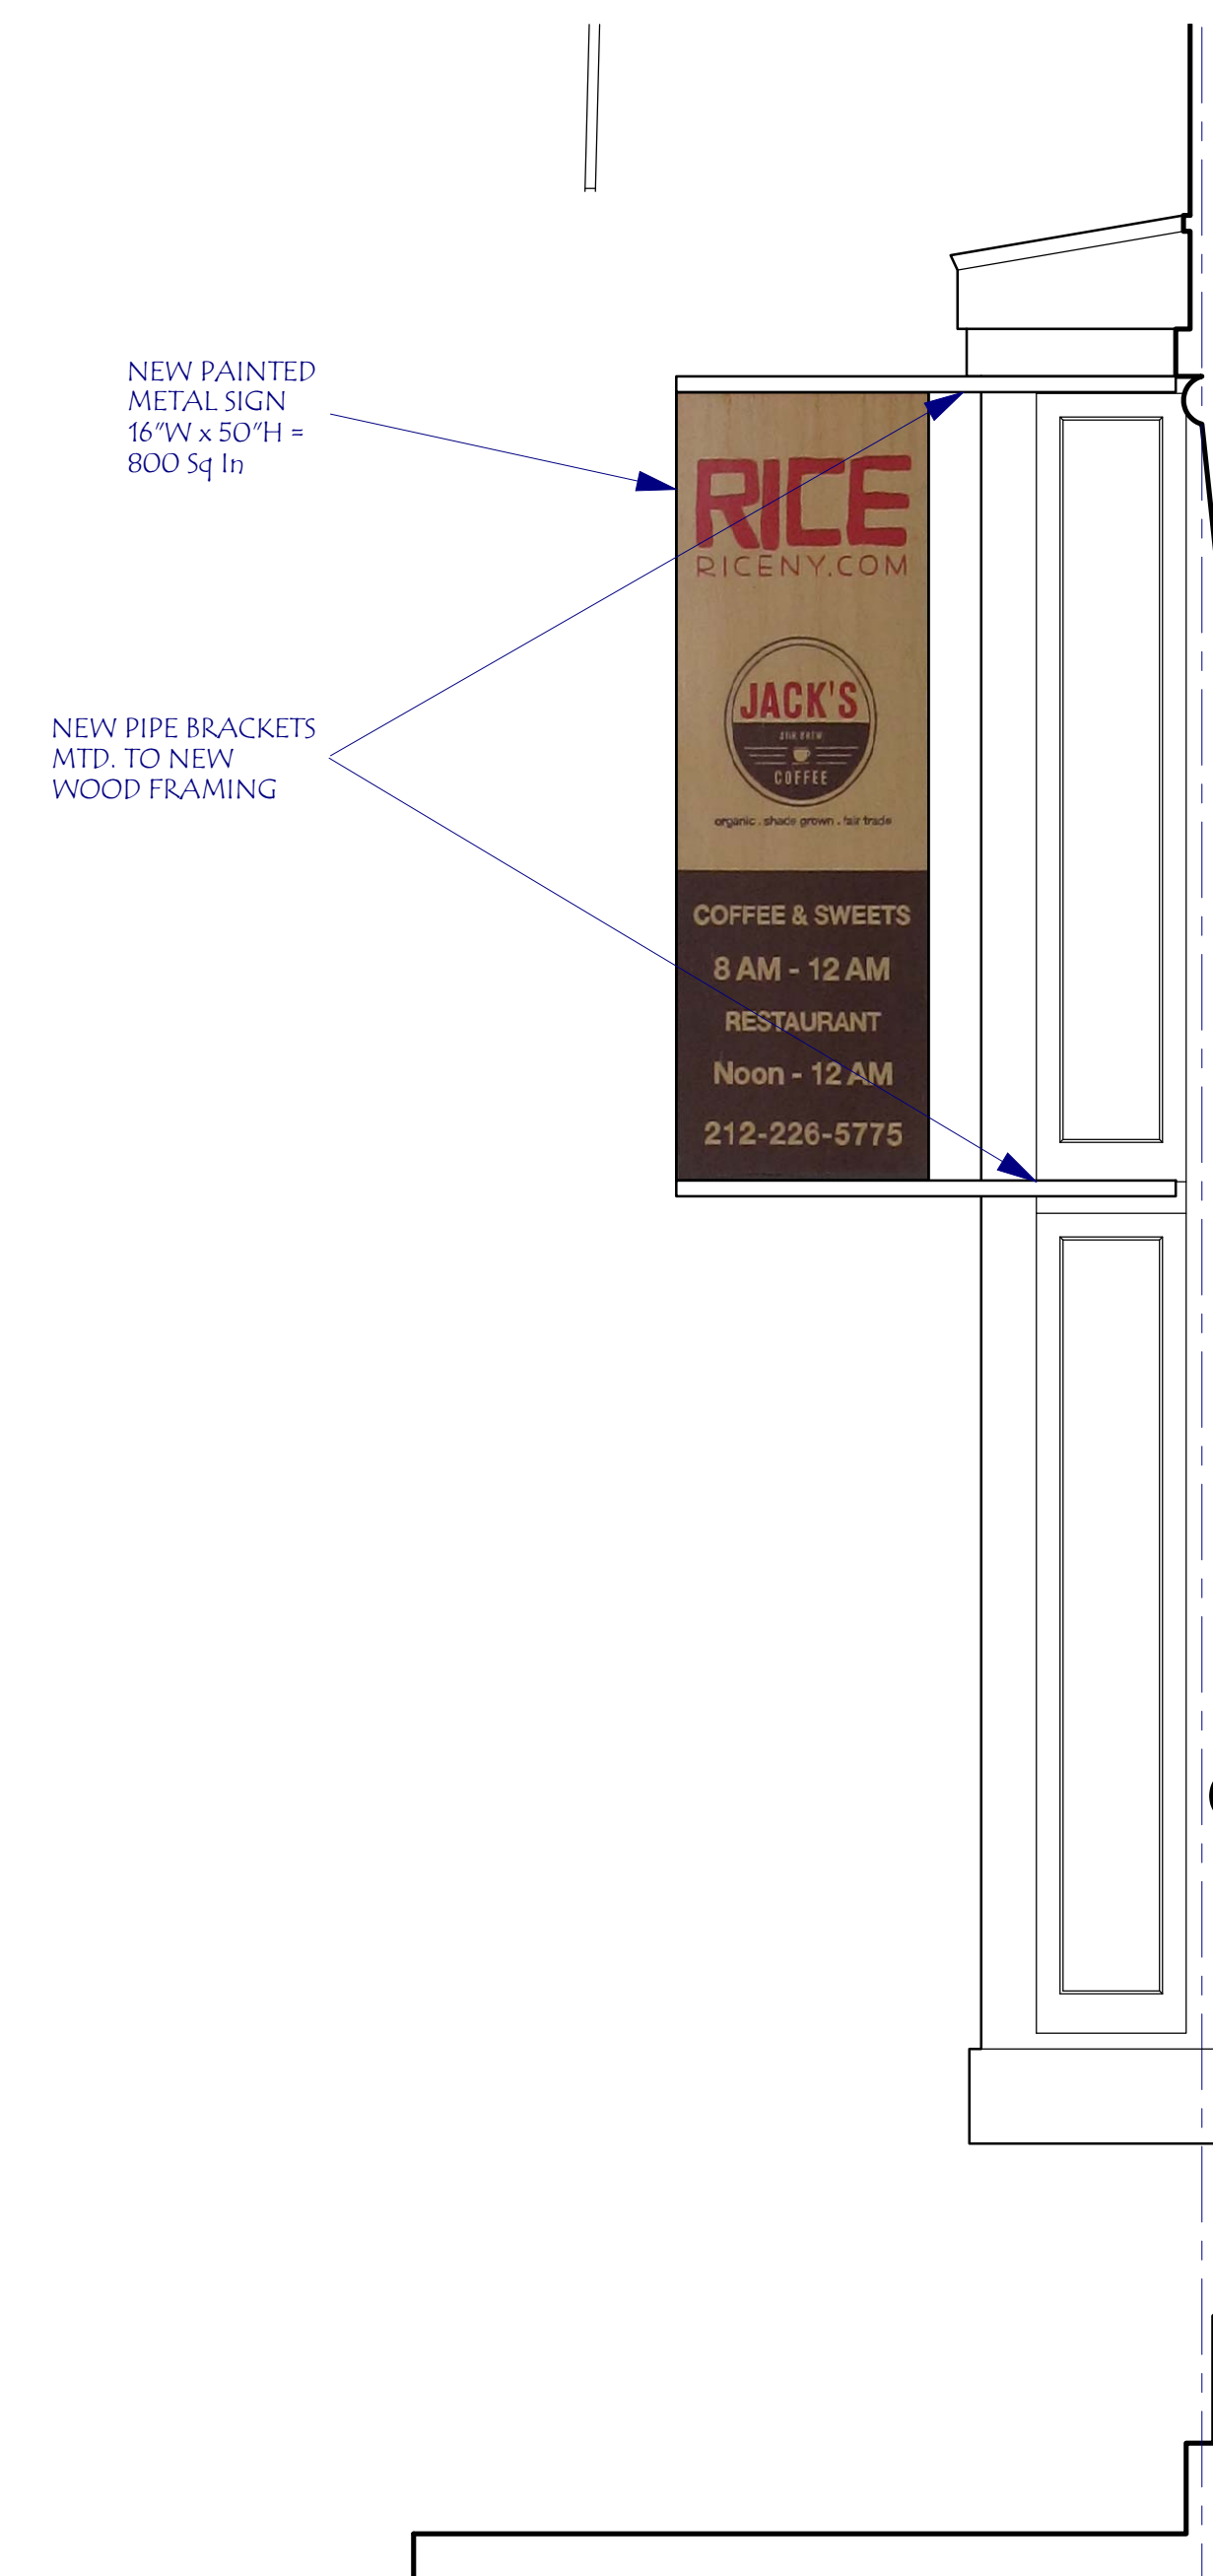 NEW PAINTED
METAL SIGN
16"W x 50"H =
800 Sq In
RICE
RICENY.COM
NEW PIPE BRACKETS
MTD. TO NEW
WOOD FRAMING
JACK'S
STIR BREW
COFFEE
organic . shade grown . fair trade
COFFEE & SWEETS
8 AM - 12 AM
RESTAURANT
Noon - 12 AM
212-226-5775